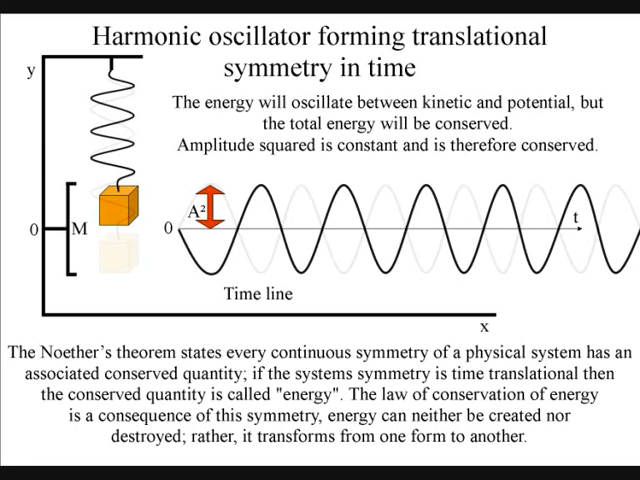 Harmonic oscillator forming translational
symmetry in time
y
The energy will oscillate between kinetic and potential, but
the total energy will be conserved.
Amplitude squared is constant and is therefore conserved.
A²
t
0
M
0
Time line
x
The Noether's theorem states every continuous symmetry of a physical system has an
associated conserved quantity; if the systems symmetry is time translational then
the conserved quantity is called "energy". The law of conservation of energy
is a consequence of this symmetry, energy can neither be created nor
destroyed; rather, it transforms from one form to another.